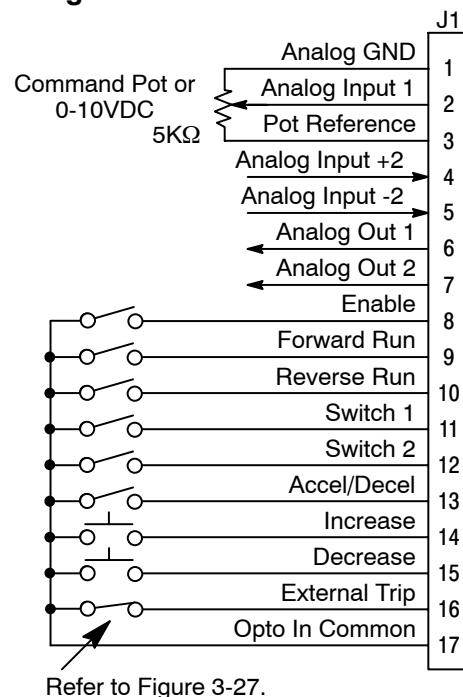 J1
Analog GND 1
Command Pot or
0-10VDC
5KΩ
Analog Input 1 2
Pot Reference 3
Analog Input +2 4
Analog Input -2 5
Analog Out 1 6
Analog Out 2 7
Enable 8
Forward Run 9
Reverse Run 10
Switch 1 11
Switch 2 12
Accel/Decel 13
Increase 14
Decrease 15
External Trip 16
Opto In Common 17
Refer to Figure 3-27.